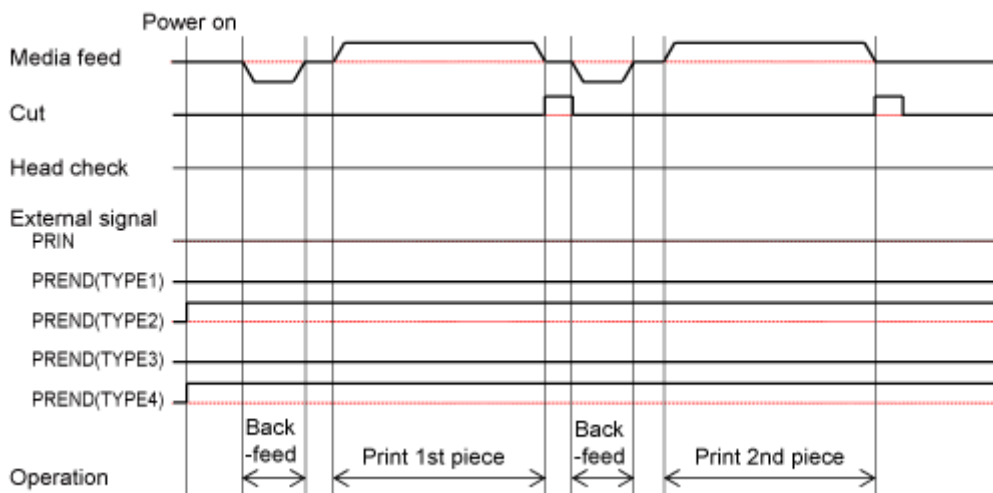 Power on
Media feed
Cut
Head check
External signal
PRIN
PREND(TYPE1)
PREND(TYPE2)
PREND(TYPE3)
PREND(TYPE4)
Operation
Back
-feed
Print 1st piece
Back
-feed
Print 2nd piece